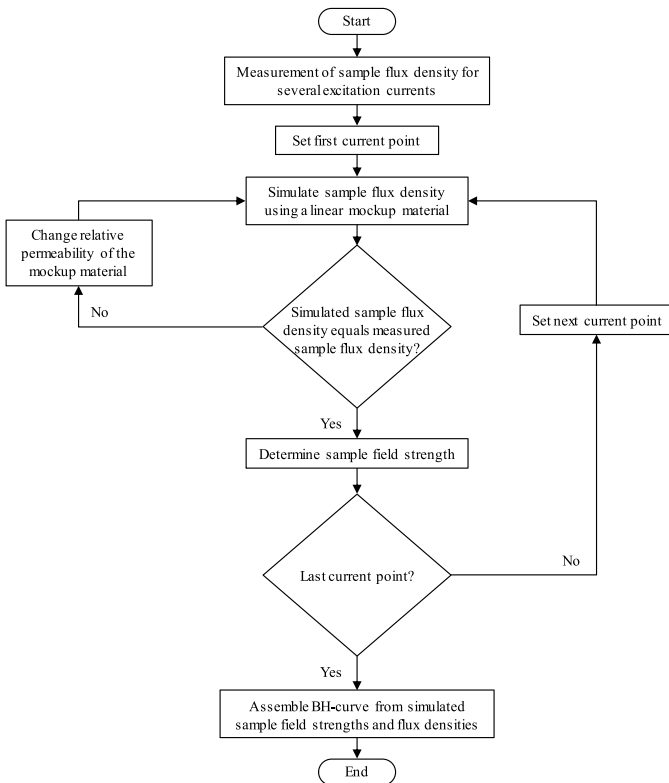 Start
Measurement of sample flux density for
several excitation currents
Set first current point
Simulate sample flux density
using a linear mockup material
Change relative
permeability of the
mockup material
No
Simulated sample flux
density equals measured
sample flux density?
Set next current point
Yes
Determine sample field strength
Last current point?
No
Yes
Assemble BH-curve from simulated
sample field strengths and flux densities
End